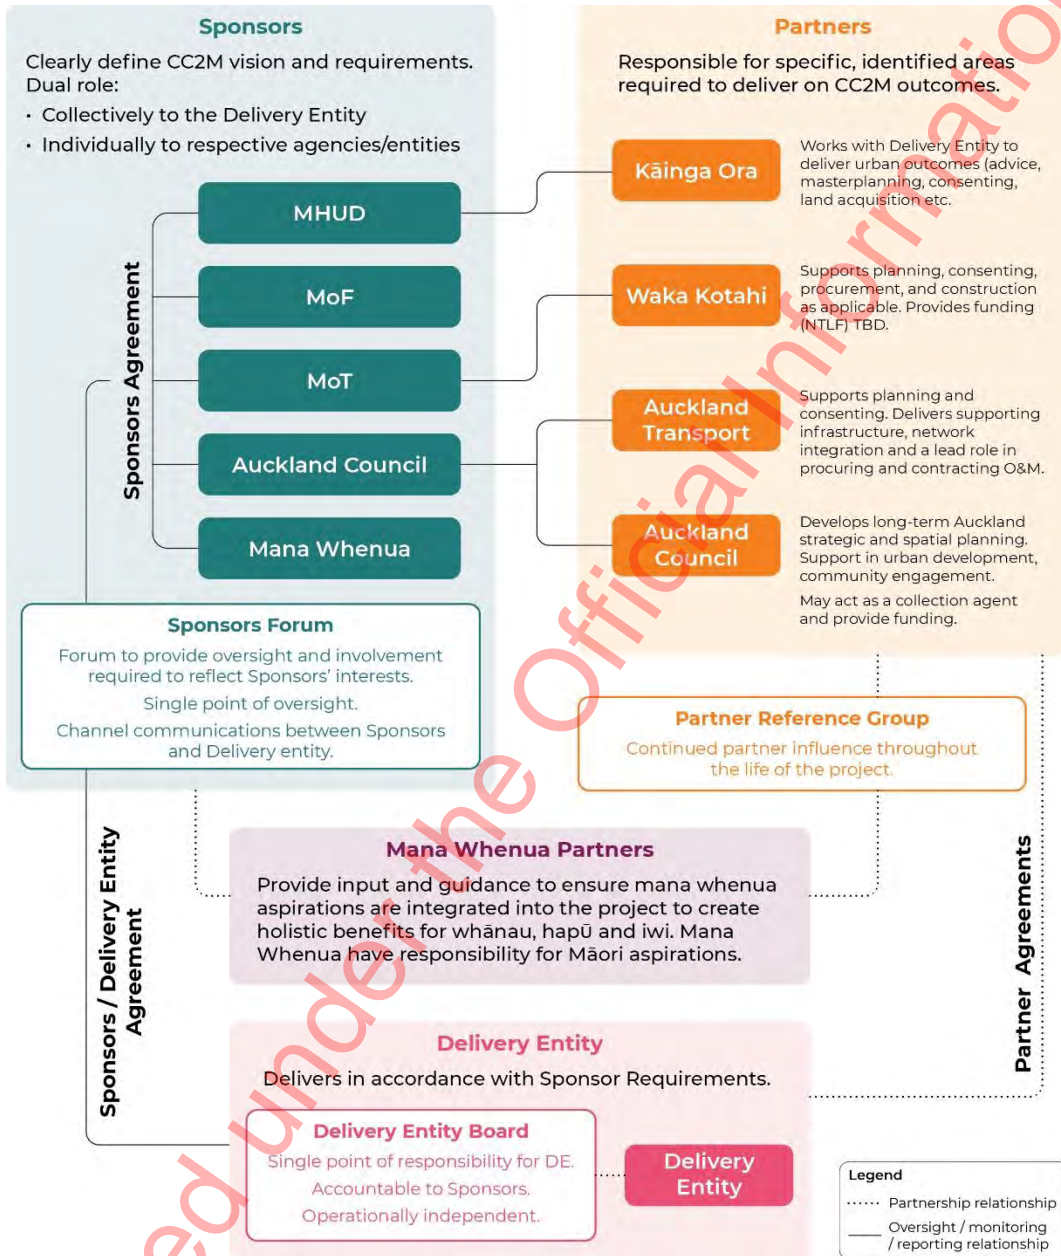 Sponsors
Clearly define CC2M vision and requirements.
Dual role:
• Collectively to the Delivery Entity
• Individually to respective agencies/entities
Sponsors Agreement
MHUD
MoF
MoT
Auckland Council
Mana Whenua
Sponsors Forum
Forum to provide oversight and involvement
required to reflect Sponsors' interests.
Single point of oversight.
Channel communications between Sponsors
and Delivery entity.
Partners
Responsible for specific, identified areas
required to deliver on CC2M outcomes.
Kāinga Ora
Works with Delivery Entity to
deliver urban outcomes (advice,
masterplanning, consenting,
land acquisition etc.
Waka Kotahi
Supports planning, consenting,
procurement, and construction
as applicable. Provides funding
(NTLF) TBD.
Auckland
Transport
Supports planning and
consenting. Delivers supporting
infrastructure, network
integration and a lead role in
procuring and contracting O&M.
Auckland
Council
Develops long-term Auckland
strategic and spatial planning.
Support in urban development,
community engagement.
May act as a collection agent
and provide funding.
Partner Reference Group
Continued partner influence throughout
the life of the project.
Mana Whenua Partners
Provide input and guidance to ensure mana whenua
aspirations are integrated into the project to create
holistic benefits for whānau, hapū and iwi. Mana
Whenua have responsibility for Māori aspirations.
Sponsors / Delivery Entity
Agreement
Partner Agreements
Delivery Entity
Delivers in accordance with Sponsor Requirements.
Delivery Entity Board
Single point of responsibility for DE.
Accountable to Sponsors.
Operationally independent.
Delivery
Entity
Legend
Partnership relationship
Oversight / monitoring
/ reporting relationship
under the Official Information